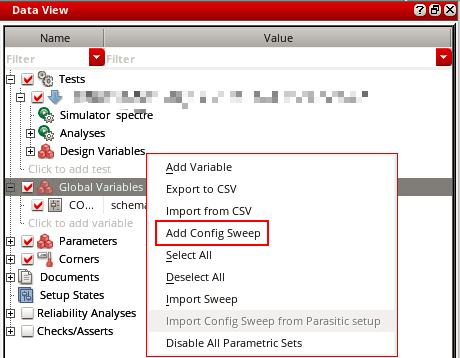 Data View
Name Value
Filter Filter
Tests
Simulator spectre
Analyses
Design Variables
Click to add test
Global Variables
CO... schema
Click to add variable
Parameters
Corners
Documents
Setup States
Reliability Analyses
Checks/Asserts
Add Variable
Export to CSV
Import from CSV
Add Config Sweep
Select All
Deselect All
Import Sweep
Import Config Sweep from Parasitic setup
Disable All Parametric Sets